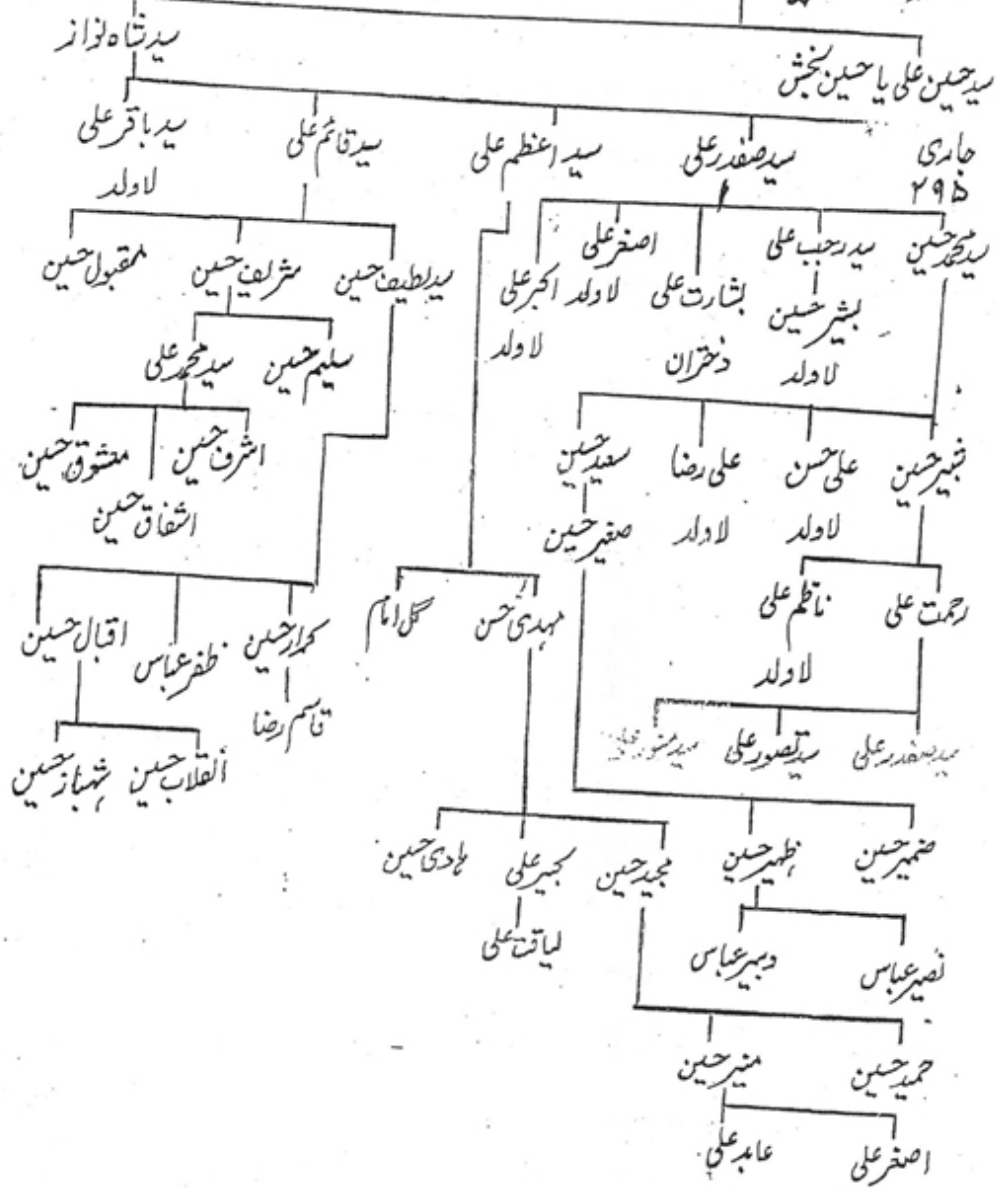 سید شاہ نواز
سید حسین علی یا حسین بخش
جاری
۲۹۵
سید صفدر علی
سید اعظم علی
سید قائم علی
سید باقر علی
لاولد
سید محمد حسین
سید رجب علی
بشیر حسین
لاولد
بشارت علی
دختران
اصغر علی
لاولد
اکبر علی
لاولد
سید لطیف حسین
شریف حسین
مقبول حسین
سلیم حسین
سید محمد علی
اشرف حسین
اشفاق حسین
معشوق حسین
شبیر حسین
علی حسن
لاولد
علی رضا
لاولد
سعید حسین
صغیر حسین
رحمت علی
ناظم علی
لاولد
مہدی حسن
گل امام
کرار حسین
ظفر عباس
اقبال حسین
قاسم رضا
انقلاب حسین
شہباز حسین
سید صفدر علی
سید تصور علی
ضمیر حسین
ظہیر حسین
مجید حسین
کبیر علی
ہادی حسین
لیاقت علی
نصیر عباس
دبیر عباس
حمید حسین
منیر حسین
اصغر علی
عابد علی